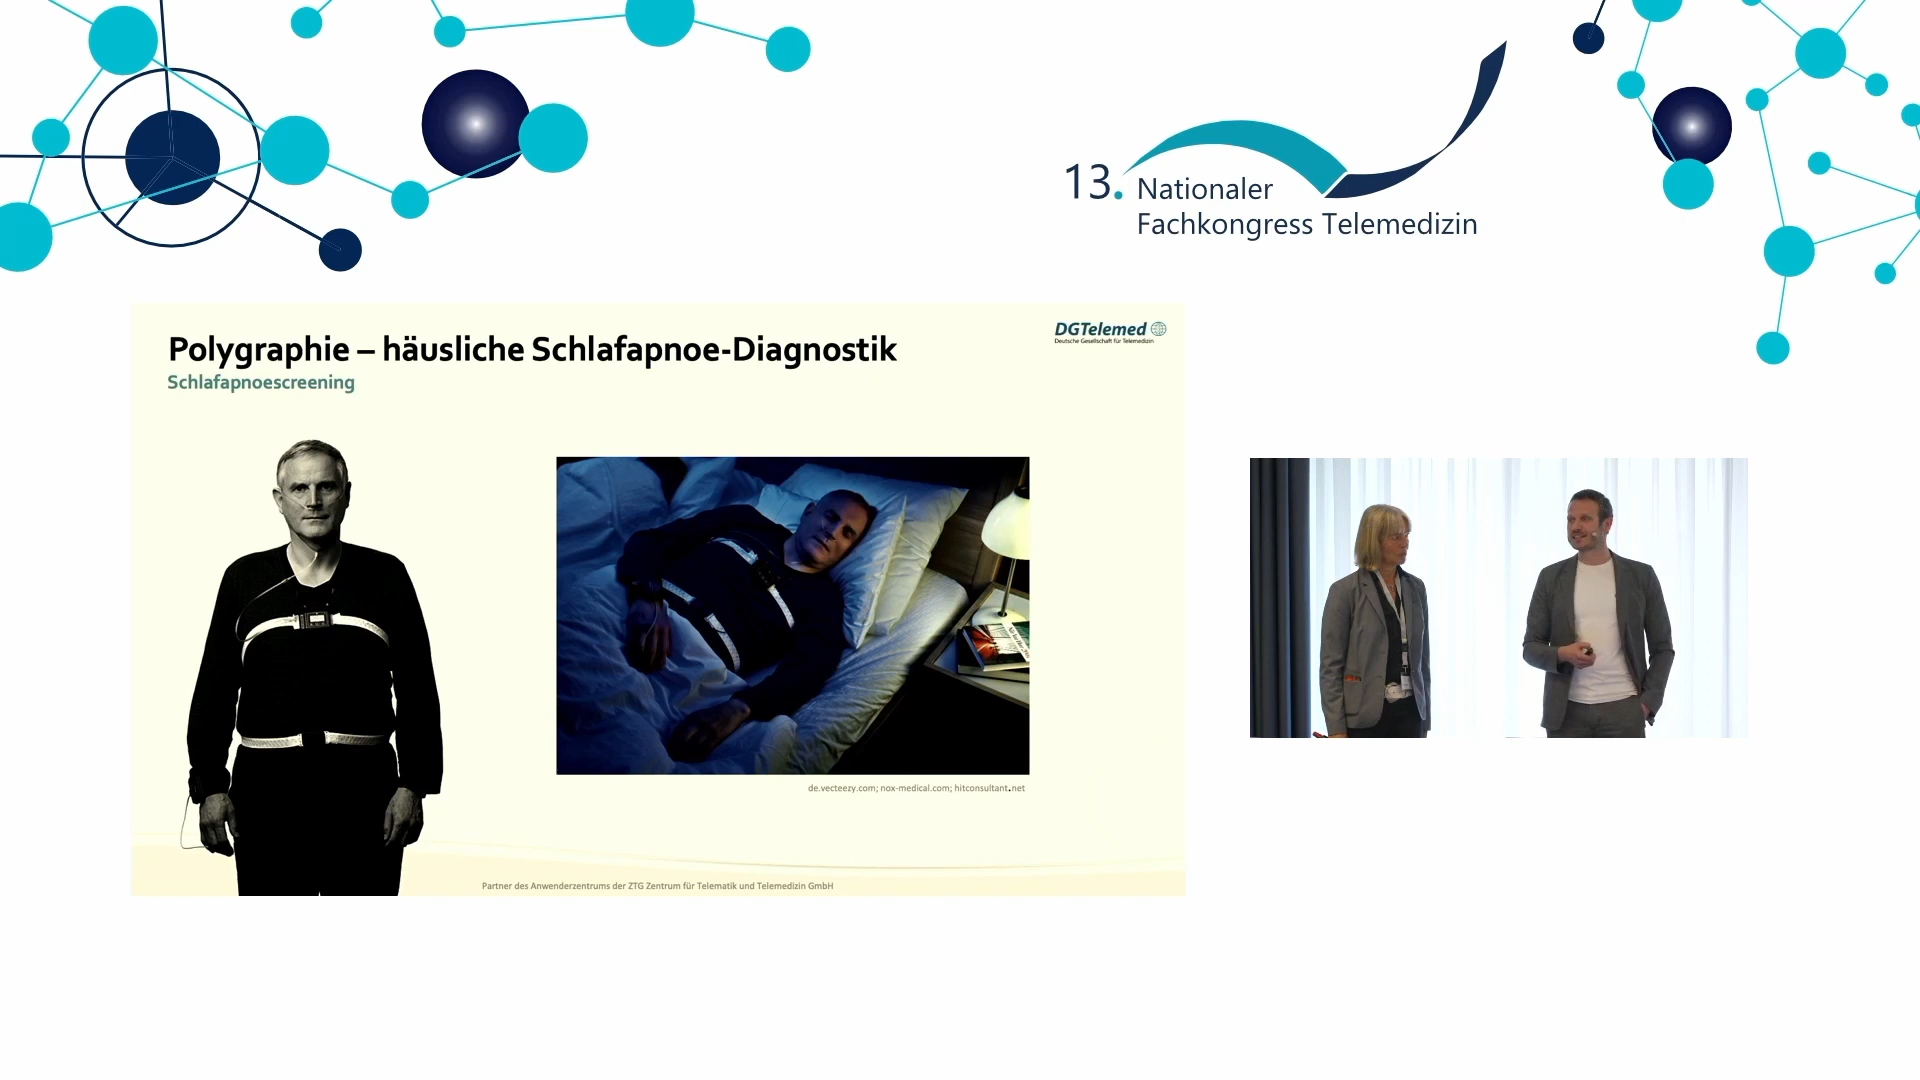 13. Nationaler
Fachkongress Telemedizin
Polygraphie – häusliche Schlafapnoe-Diagnostik
Schlafapnoescreening
DGTelemed
Deutsche Gesellschaft für Telemedizin
de.vecteezy.com; nox-medical.com; hitconsultant.net
Partner des Anwenderzentrums der ZTG Zentrum für Telematik und Telemedizin GmbH